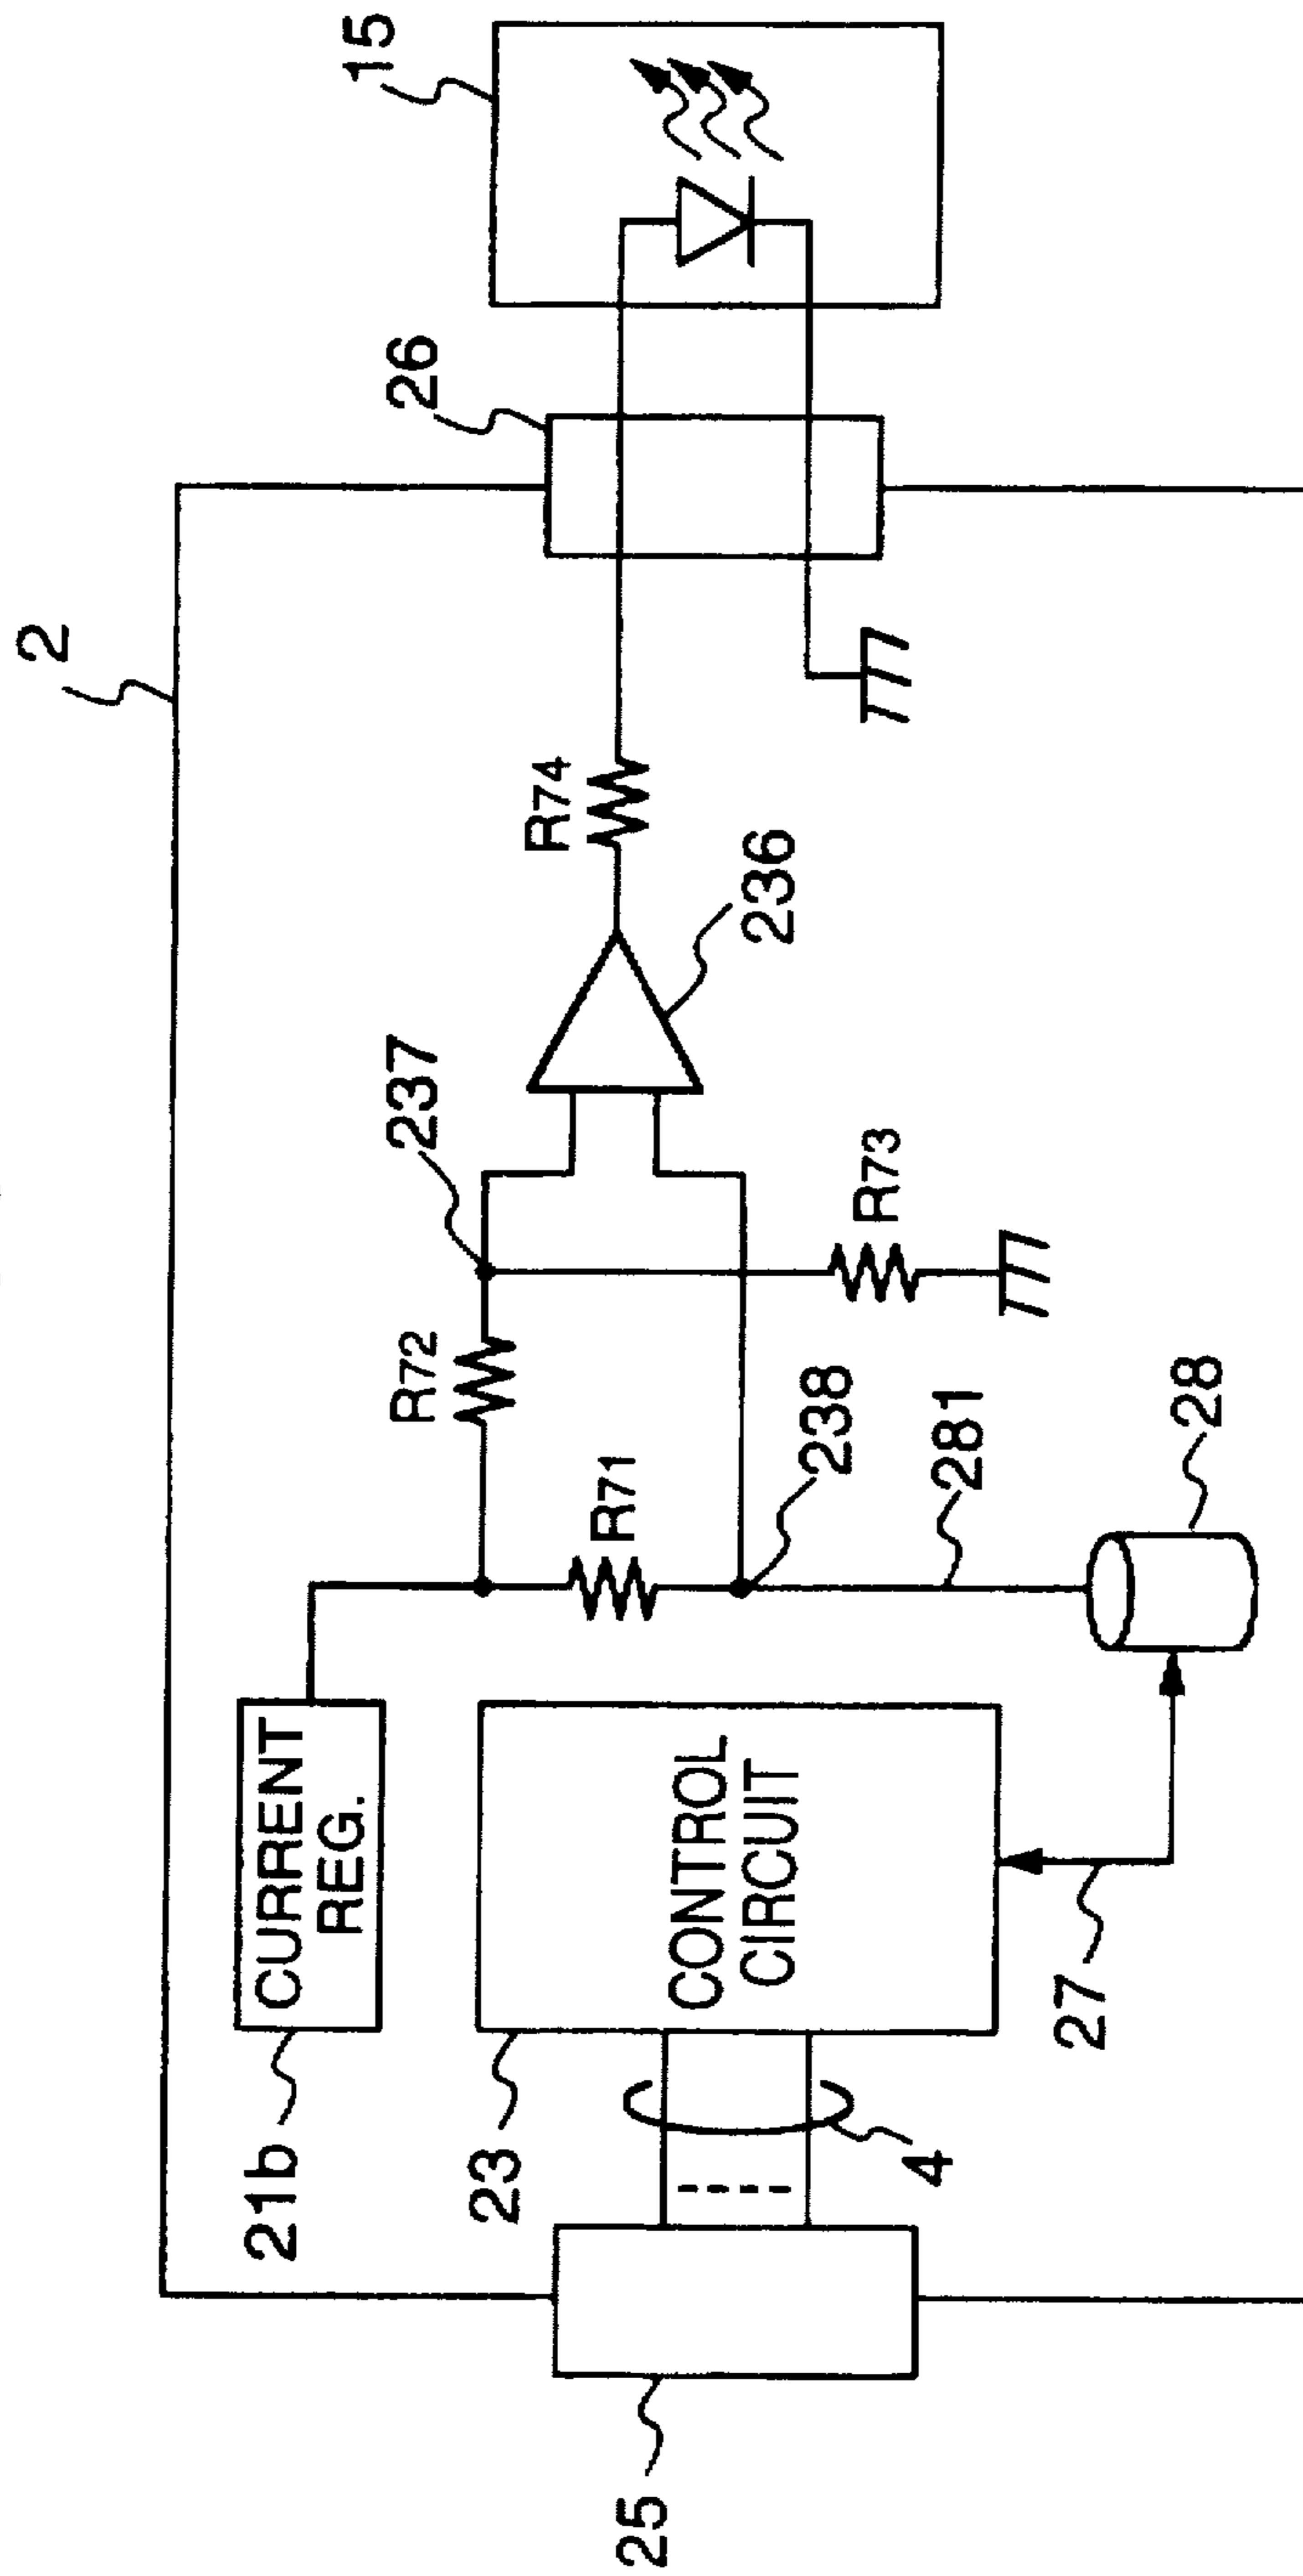 2
15
26
R74
236
237
R72
R71
R73
238
281
28
CURRENT
REG.
21b
CONTROL
CIRCUIT
23
4
27
25